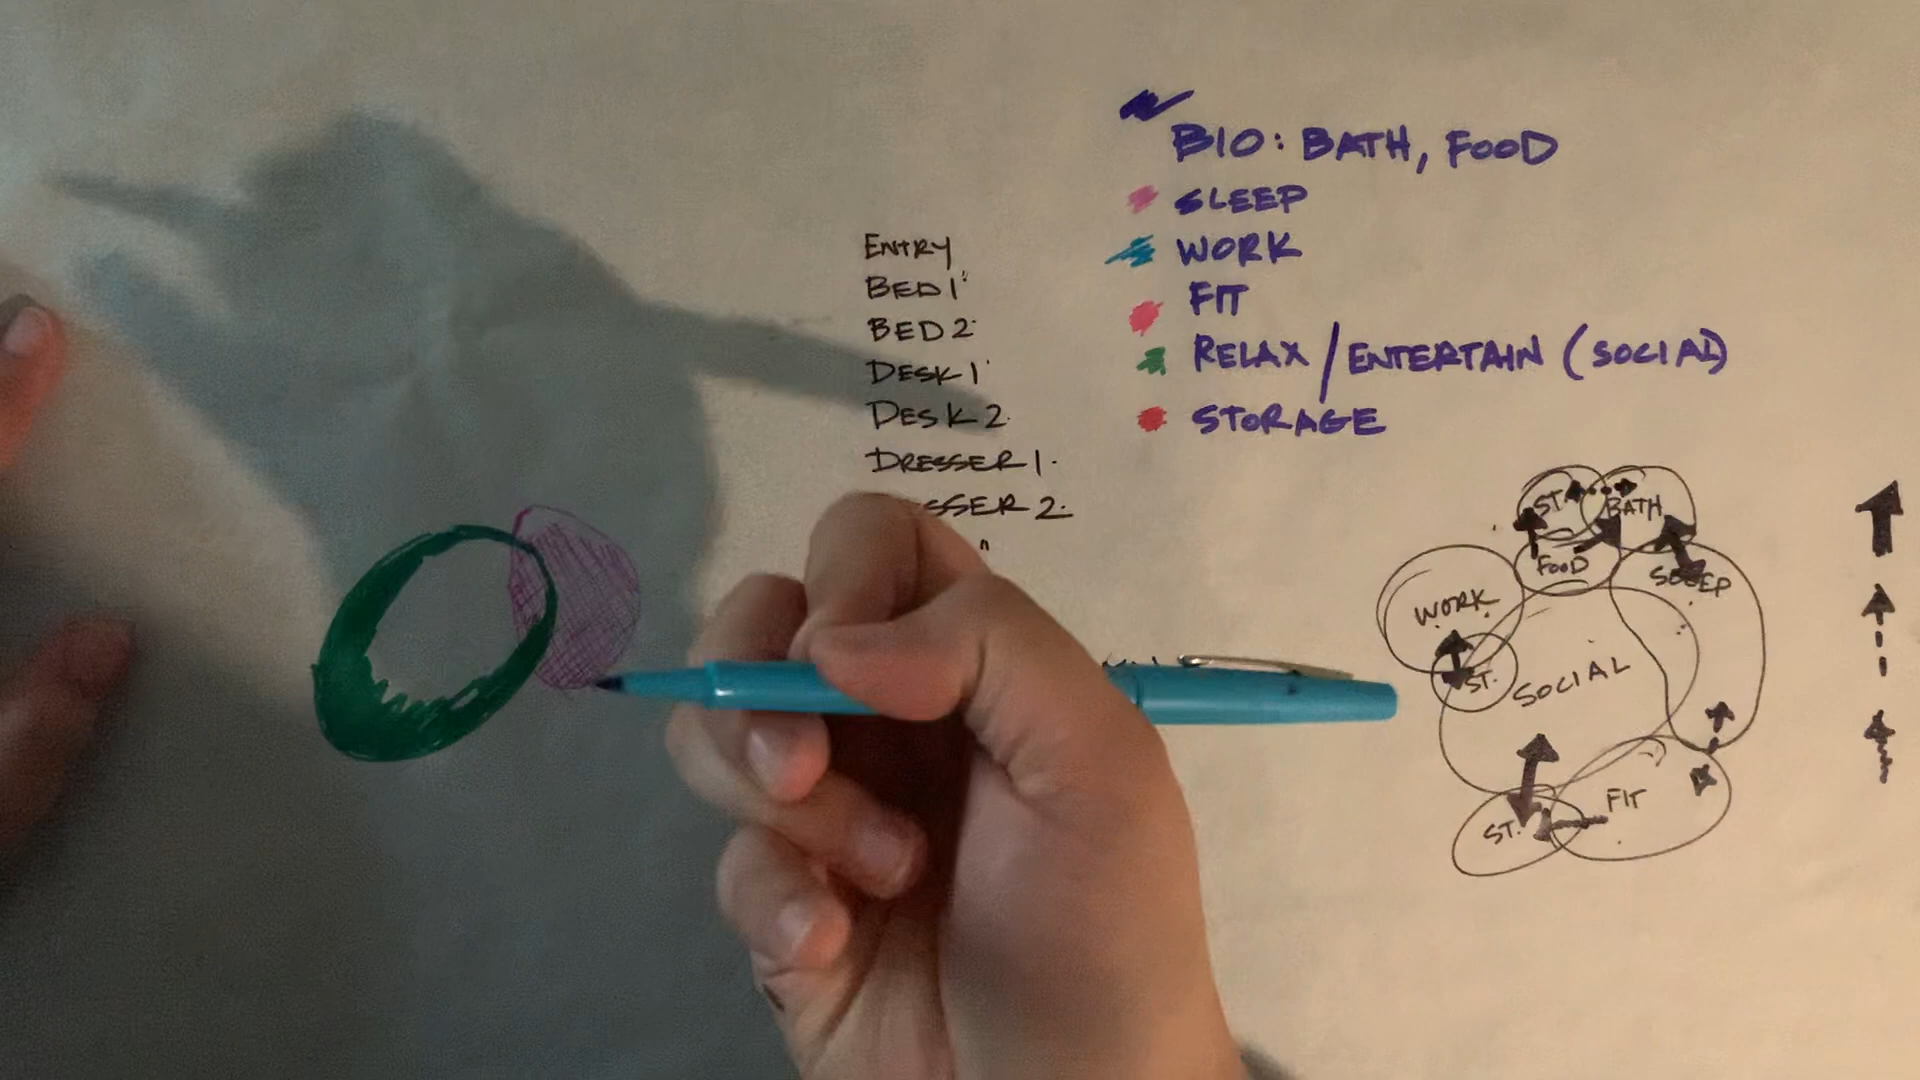 BIO: BATH, FOOD
SLEEP
WORK
FIT
RELAX / ENTERTAIN (SOCIAL)
STORAGE
ENTRY
BED 1
BED 2
DESK 1
DESK 2
DRESSER 1
SSER 2
"
ST.
BATH
FOOD
SLEEP
WORK
ST.
SOCIAL
FIT
ST.